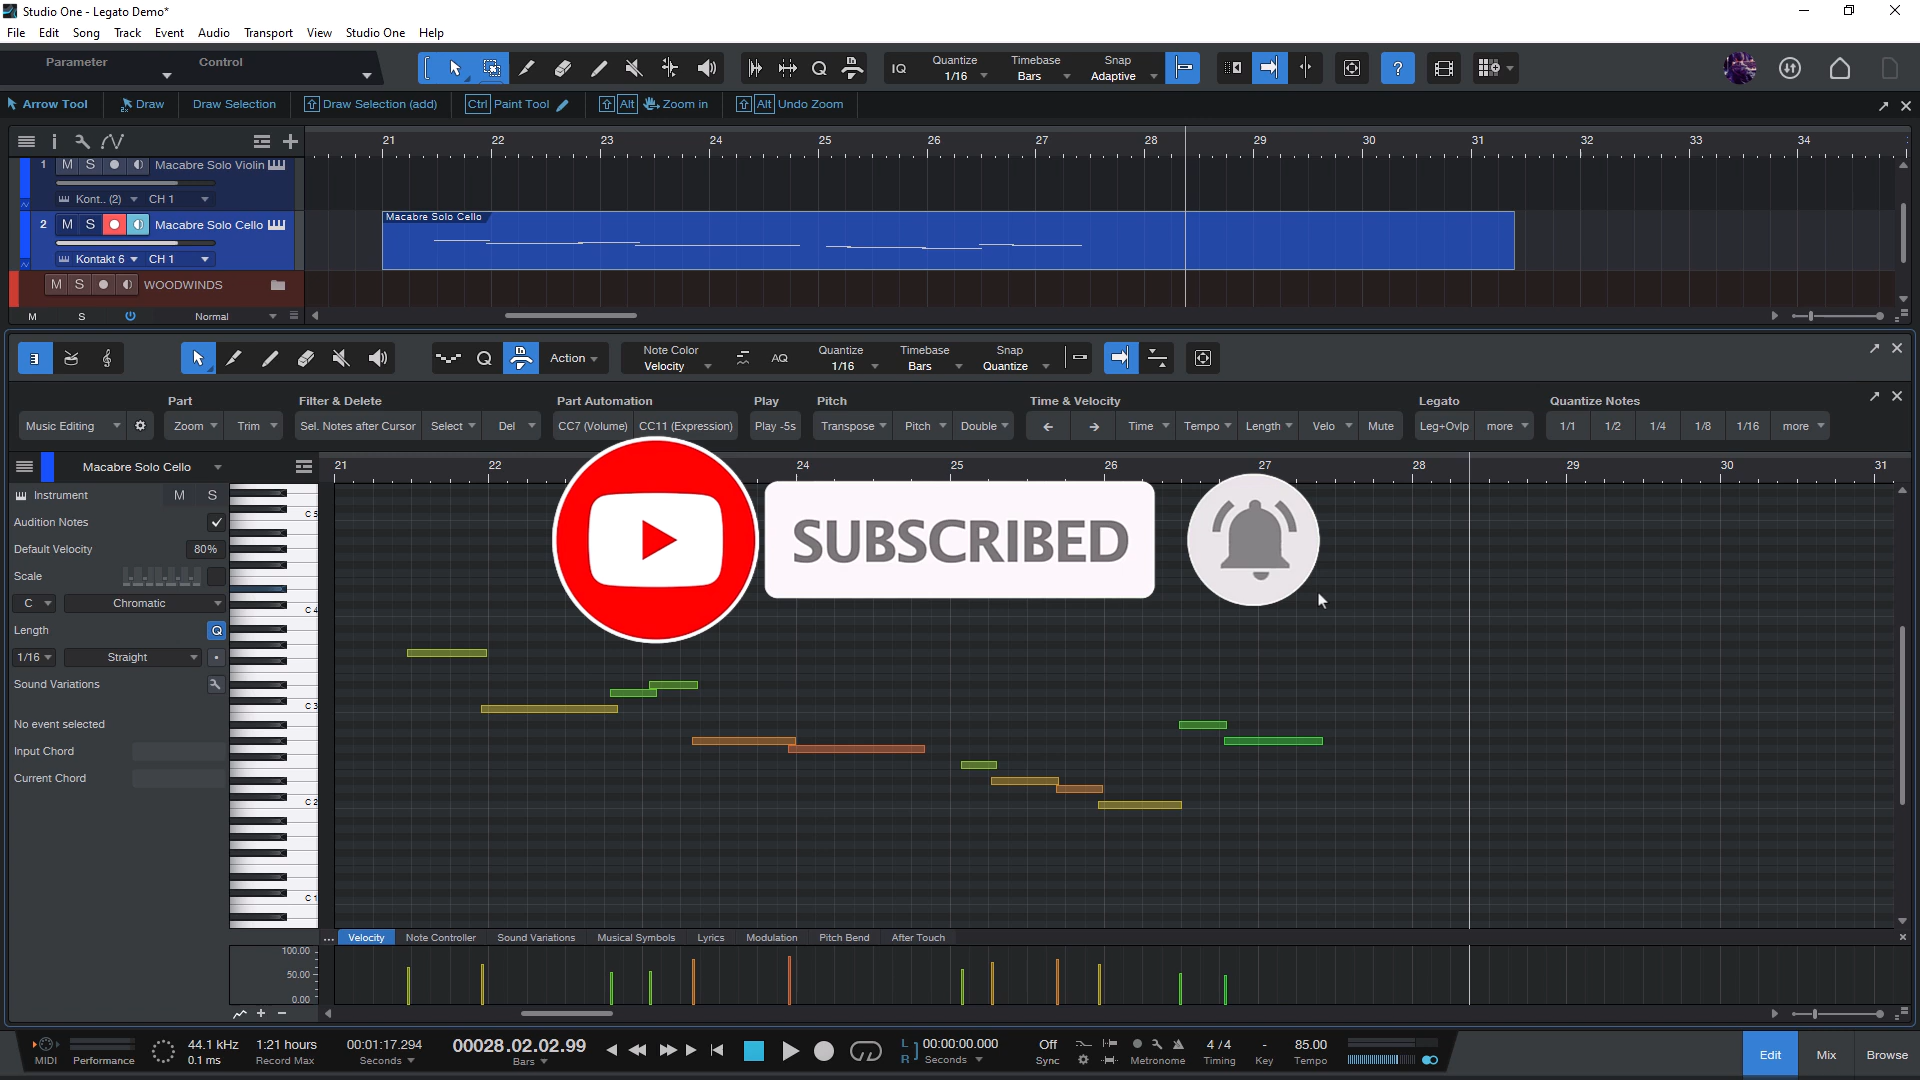 Studio One - Legato Demo*
File Edit Song Track Event Audio Transport View Studio One Help
Parameter Control
IQ Quantize 1/16 Timebase Bars Snap Adaptive ?
Arrow Tool Draw Draw Selection Draw Selection (add) Ctrl Paint Tool Alt Zoom in Alt Undo Zoom
21 22 23 24 25 26 27 28 29 30 31 32 33 34
1 M S Macabre Solo Violin
Kont.. (2) CH 1
2 M S Macabre Solo Cello
Kontakt 6 CH 1
Macabre Solo Cello
M S WOODWINDS
M S Normal
Action Note Color Velocity AQ Quantize 1/16 Timebase Bars Snap Quantize
Part Filter & Delete Part Automation Play Pitch Time & Velocity Legato Quantize Notes
Music Editing Zoom Trim Sel. Notes after Cursor Select Del CC7 (Volume) CC11 (Expression) Play -5s Transpose Pitch Double Time Tempo Length Velo Mute Leg+Ovlp more 1/1 1/2 1/4 1/8 1/16 more
Macabre Solo Cello
21 22 24 25 26 27 28 29 30 31
Instrument M S
Audition Notes
Default Velocity 80%
Scale
C Chromatic
Length Q
1/16 Straight
Sound Variations
No event selected
Input Chord
Current Chord
C 5
C 4
C 3
C 2
C 1
SUBSCRIBED
... Velocity Note Controller Sound Variations Musical Symbols Lyrics Modulation Pitch Bend After Touch
100.00
50.00
0.00
MIDI Performance 44.1 kHz 0.1 ms 1:21 hours Record Max 00:01:17.294 Seconds 00028.02.02.99 Bars L R 00:00:00.000 Seconds Off Sync Metronome Timing 4 / 4 - Key 85.00 Tempo Edit Mix Browse